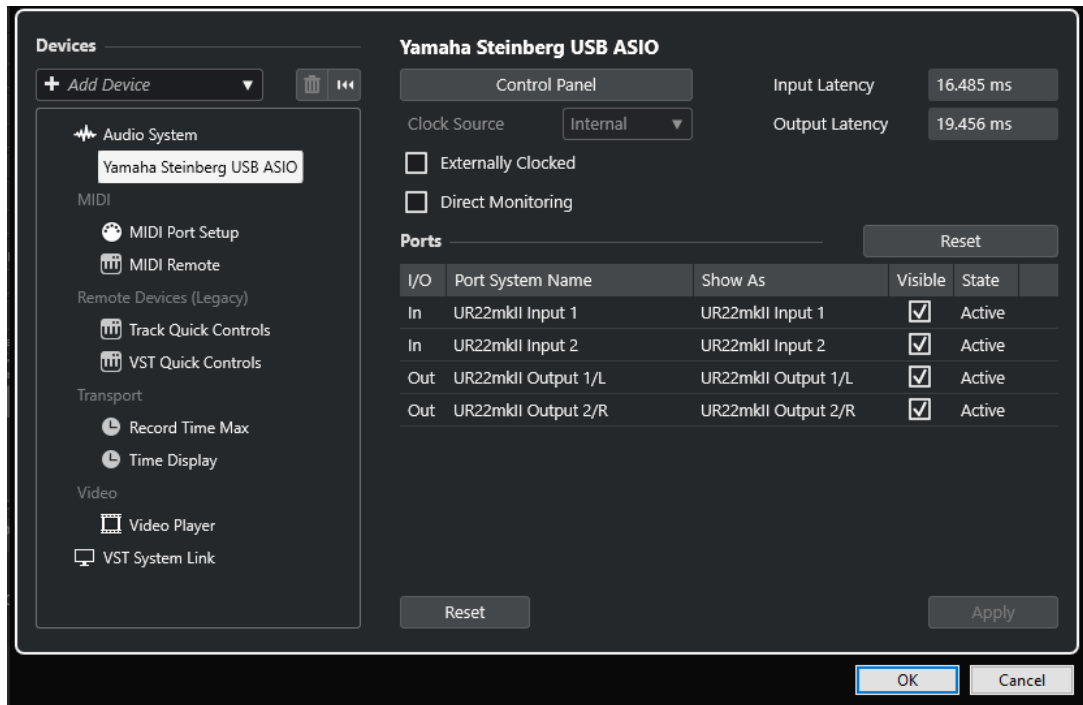 Devices
+ Add Device
Audio System
Yamaha Steinberg USB ASIO
MIDI
MIDI Port Setup
MIDI Remote
Remote Devices (Legacy)
Track Quick Controls
VST Quick Controls
Transport
Record Time Max
Time Display
Video
Video Player
VST System Link
Yamaha Steinberg USB ASIO
Control Panel
Input Latency 16.485 ms
Clock Source Internal
Output Latency 19.456 ms
Externally Clocked
Direct Monitoring
Ports
Reset
I/O Port System Name Show As Visible State
In UR22mkII Input 1 UR22mkII Input 1 Active
In UR22mkII Input 2 UR22mkII Input 2 Active
Out UR22mkII Output 1/L UR22mkII Output 1/L Active
Out UR22mkII Output 2/R UR22mkII Output 2/R Active
Reset
Apply
OK
Cancel